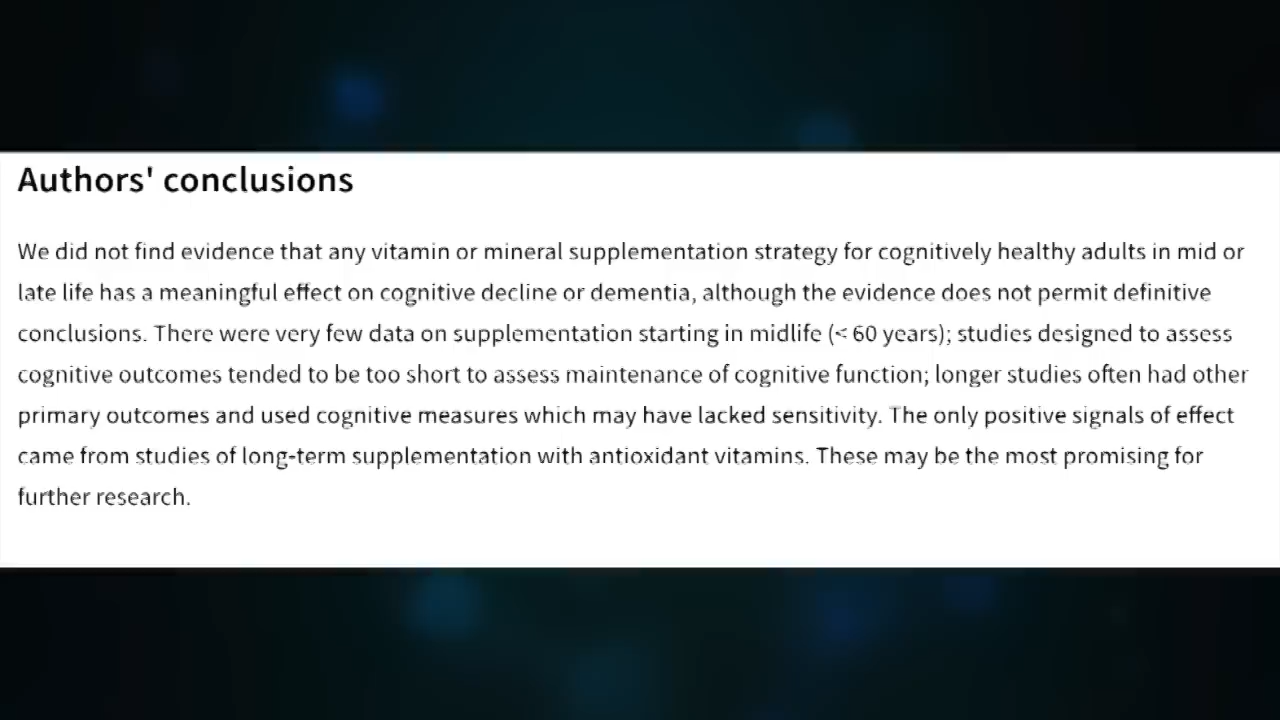 Authors' conclusions
We did not find evidence that any vitamin or mineral supplementation strategy for cognitively healthy adults in mid or
late life has a meaningful effect on cognitive decline or dementia, although the evidence does not permit definitive
conclusions. There were very few data on supplementation starting in midlife (< 60 years); studies designed to assess
cognitive outcomes tended to be too short to assess maintenance of cognitive function; longer studies often had other
primary outcomes and used cognitive measures which may have lacked sensitivity. The only positive signals of effect
came from studies of long-term supplementation with antioxidant vitamins. These may be the most promising for
further research.